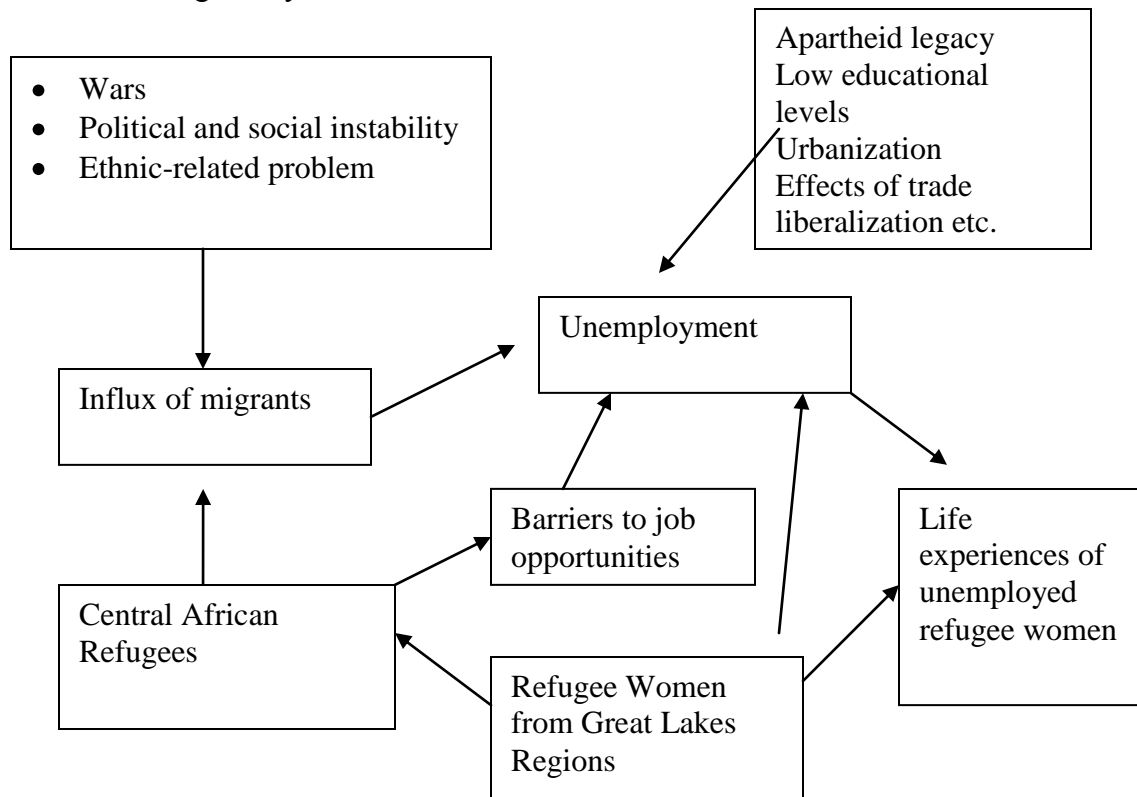 • Wars
• Political and social instability
• Ethnic-related problem
Apartheid legacy
Low educational
levels
Urbanization
Effects of trade
liberalization etc.
Unemployment
Influx of migrants
Barriers to job
opportunities
Life
experiences of
unemployed
refugee women
Central African
Refugees
Refugee Women
from Great Lakes
Regions